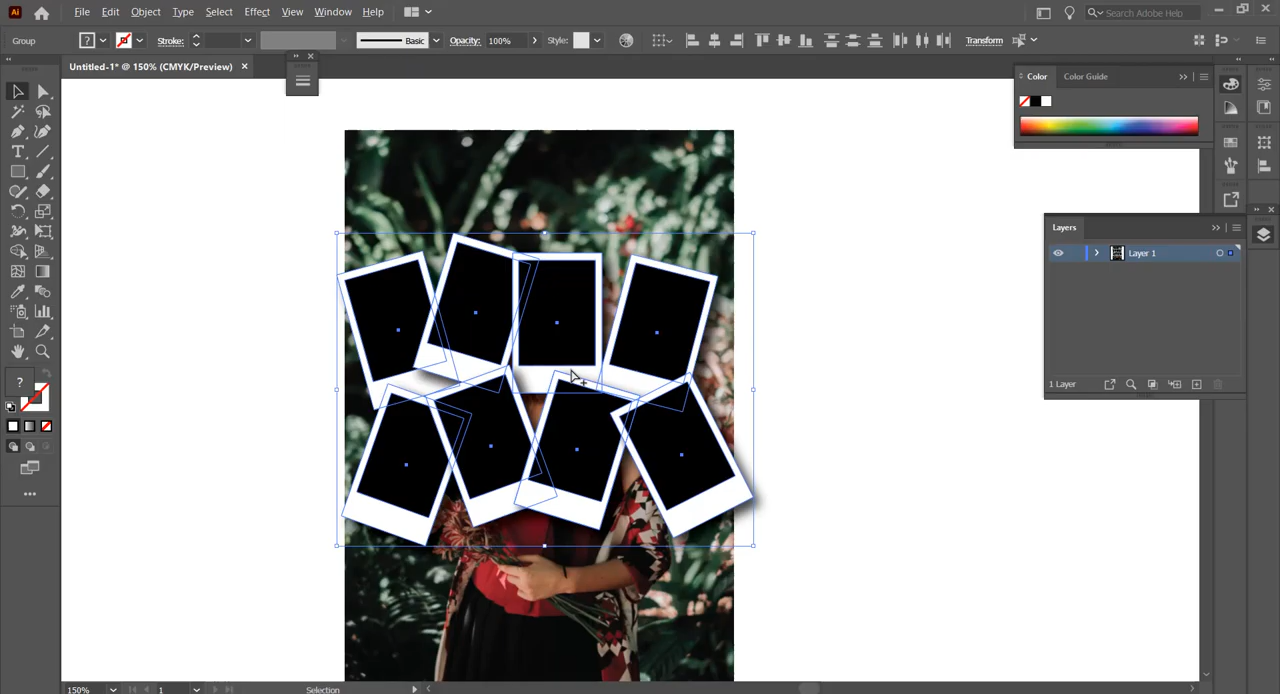 Ai File Edit Object Type Select Effect View Window Help Search Adobe Help
Group ? Stroke: Basic Opacity: 100% Style: Transform
Untitled-1* @ 150% (CMYK/Preview)
Color Color Guide
Layers
Layer 1
T
?
1 Layer
150% 1 Selection